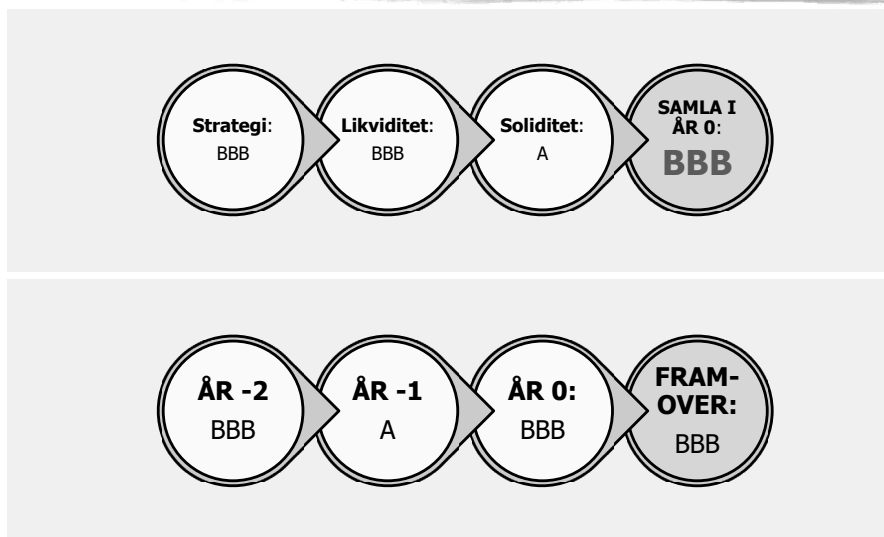 Strategi:
BBB
Likviditet:
BBB
Soliditet:
A
SAMLA I
ÅR 0:
BBB
ÅR -2
BBB
ÅR -1
A
ÅR 0:
BBB
FRAM-
OVER:
BBB